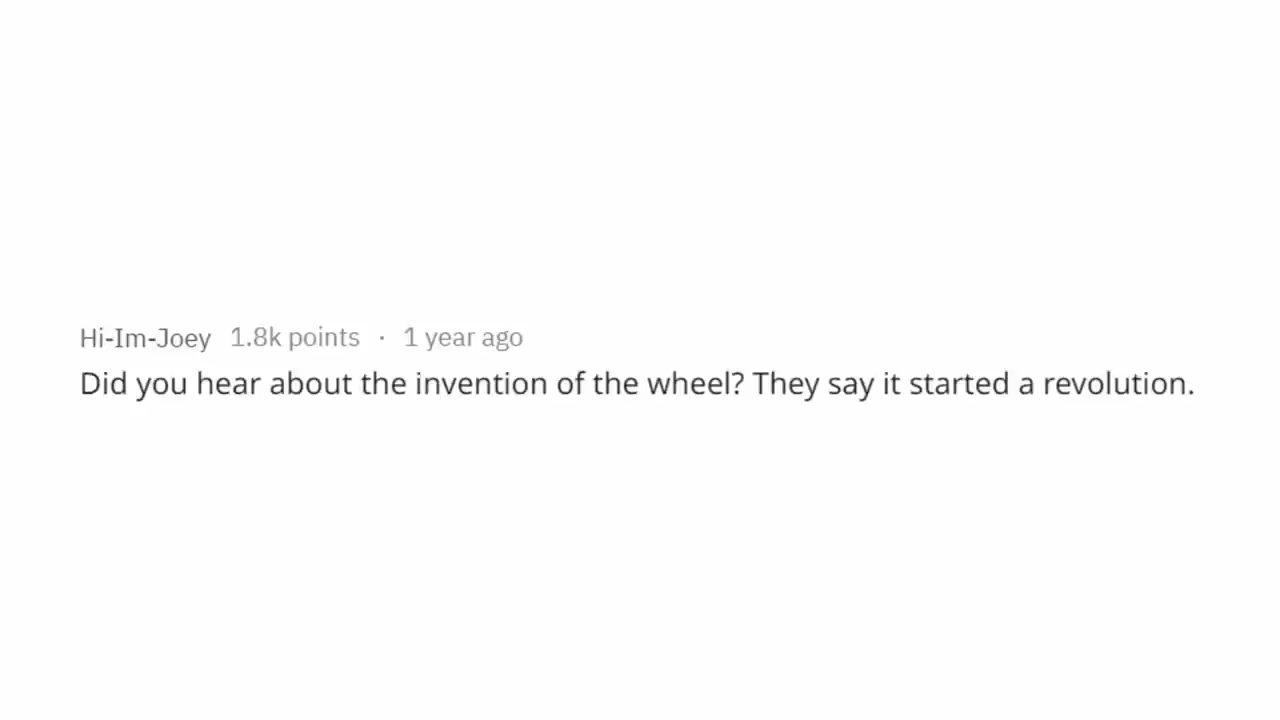 Hi-Im-Joey 1.8k points · 1 year ago
Did you hear about the invention of the wheel? They say it started a revolution.